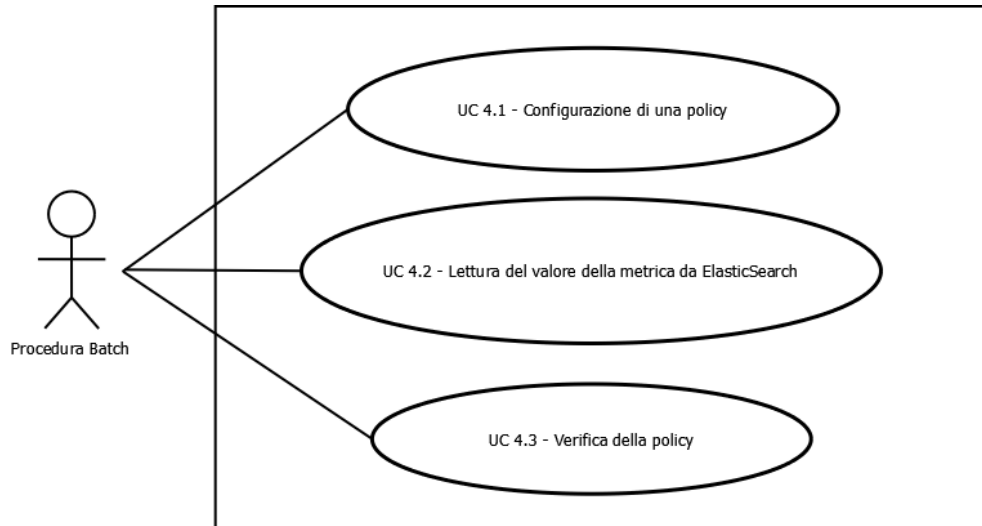 UC 4.1 - Configurazione di una policy
UC 4.2 - Lettura del valore della metrica da ElasticSearch
Procedura Batch
UC 4.3 - Verifica della policy